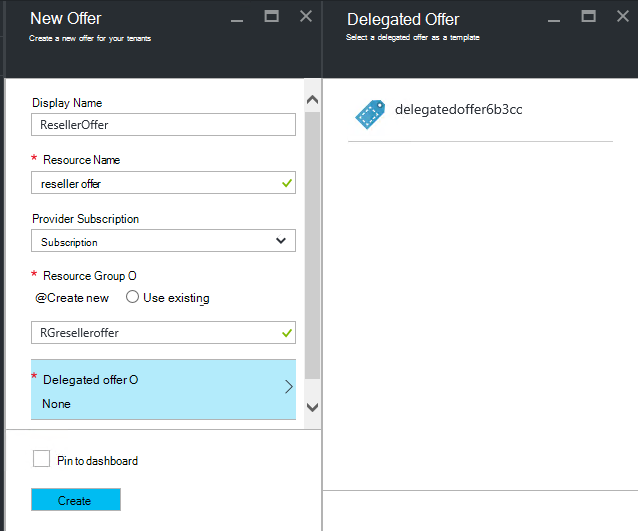 New Offer
Create a new offer for your tenants
Display Name
ResellerOffer
* Resource Name
reseller offer
Provider Subscription
Subscription
* Resource Group O
@Create new Use existing
RGreselleroffer
* Delegated offer O
None
Pin to dashboard
Create
Delegated Offer
Select a delegated offer as a template
delegatedoffer6b3cc